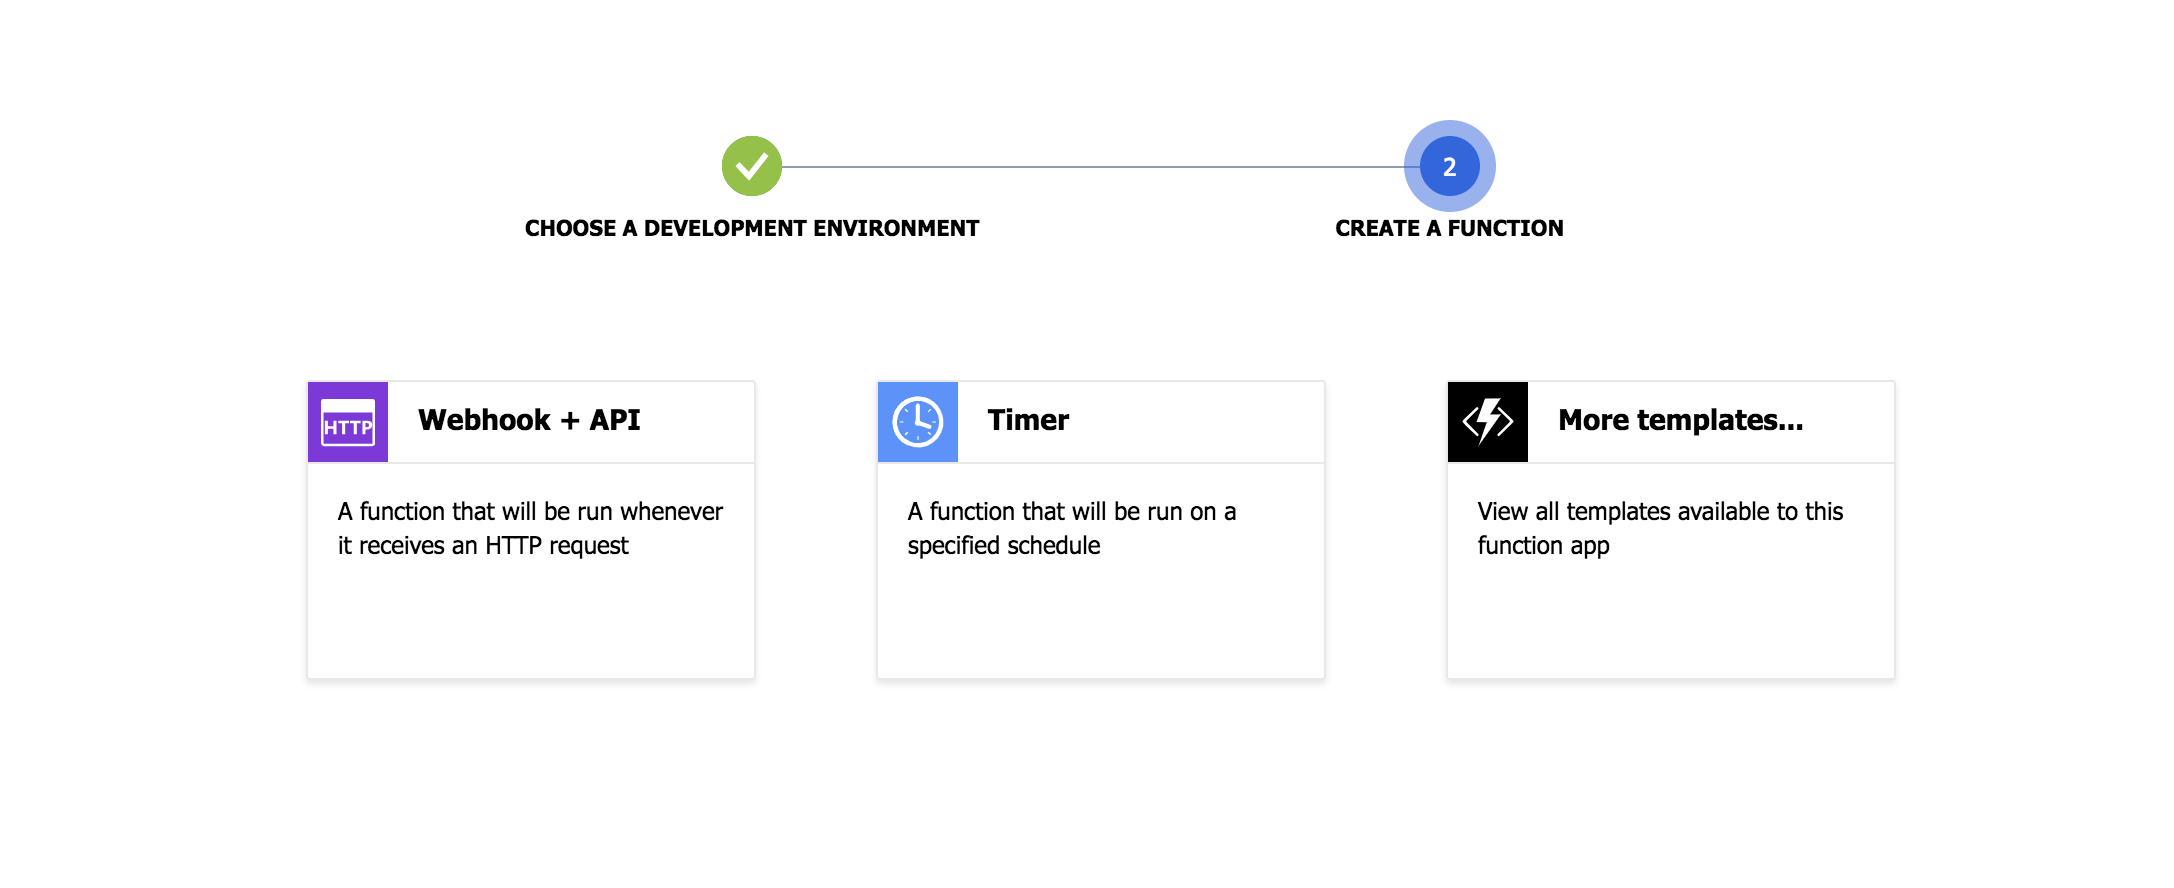 2
CHOOSE A DEVELOPMENT ENVIRONMENT
CREATE A FUNCTION
HTTP
Webhook + API
A function that will be run whenever
it receives an HTTP request
Timer
A function that will be run on a
specified schedule
More templates...
View all templates available to this
function app